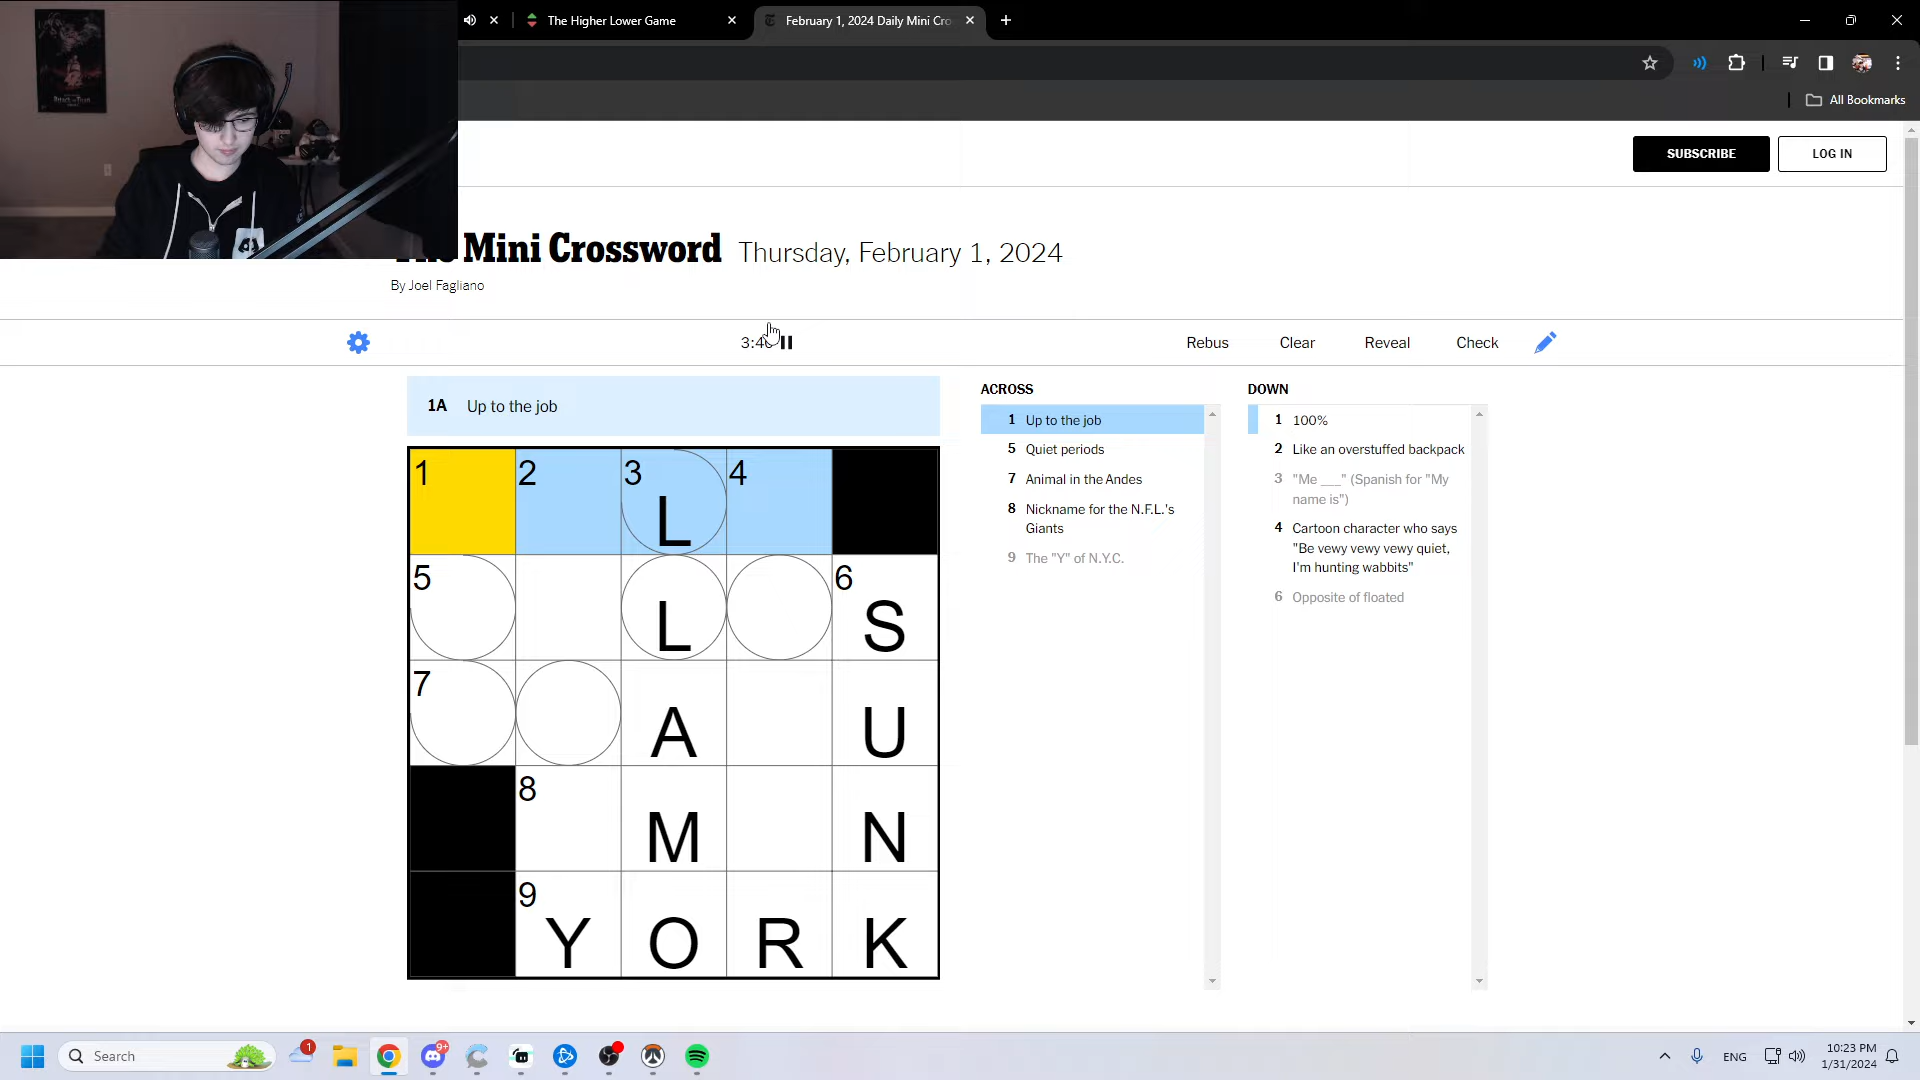 The Higher Lower Game
February 1, 2024 Daily Mini Cro
All Bookmarks
SUBSCRIBE
LOG IN
Mini Crossword Thursday, February 1, 2024
By Joel Fagliano
Rebus
Clear
Reveal
Check
1A Up to the job
ACROSS
1 Up to the job
5 Quiet periods
7 Animal in the Andes
8 Nickname for the N.F.L.'s
Giants
9 The "Y" of N.Y.C.
DOWN
1 100%
2 Like an overstuffed backpack
3 "Me ___" (Spanish for "My
name is")
4 Cartoon character who says
"Be vewy vewy vewy quiet,
I'm hunting wabbits"
6 Opposite of floated
1 2 3 L 4
5 L 6 S
7 A U
8 M N
9 Y O R K
Search
1
9+
ENG
10:23 PM
1/31/2024